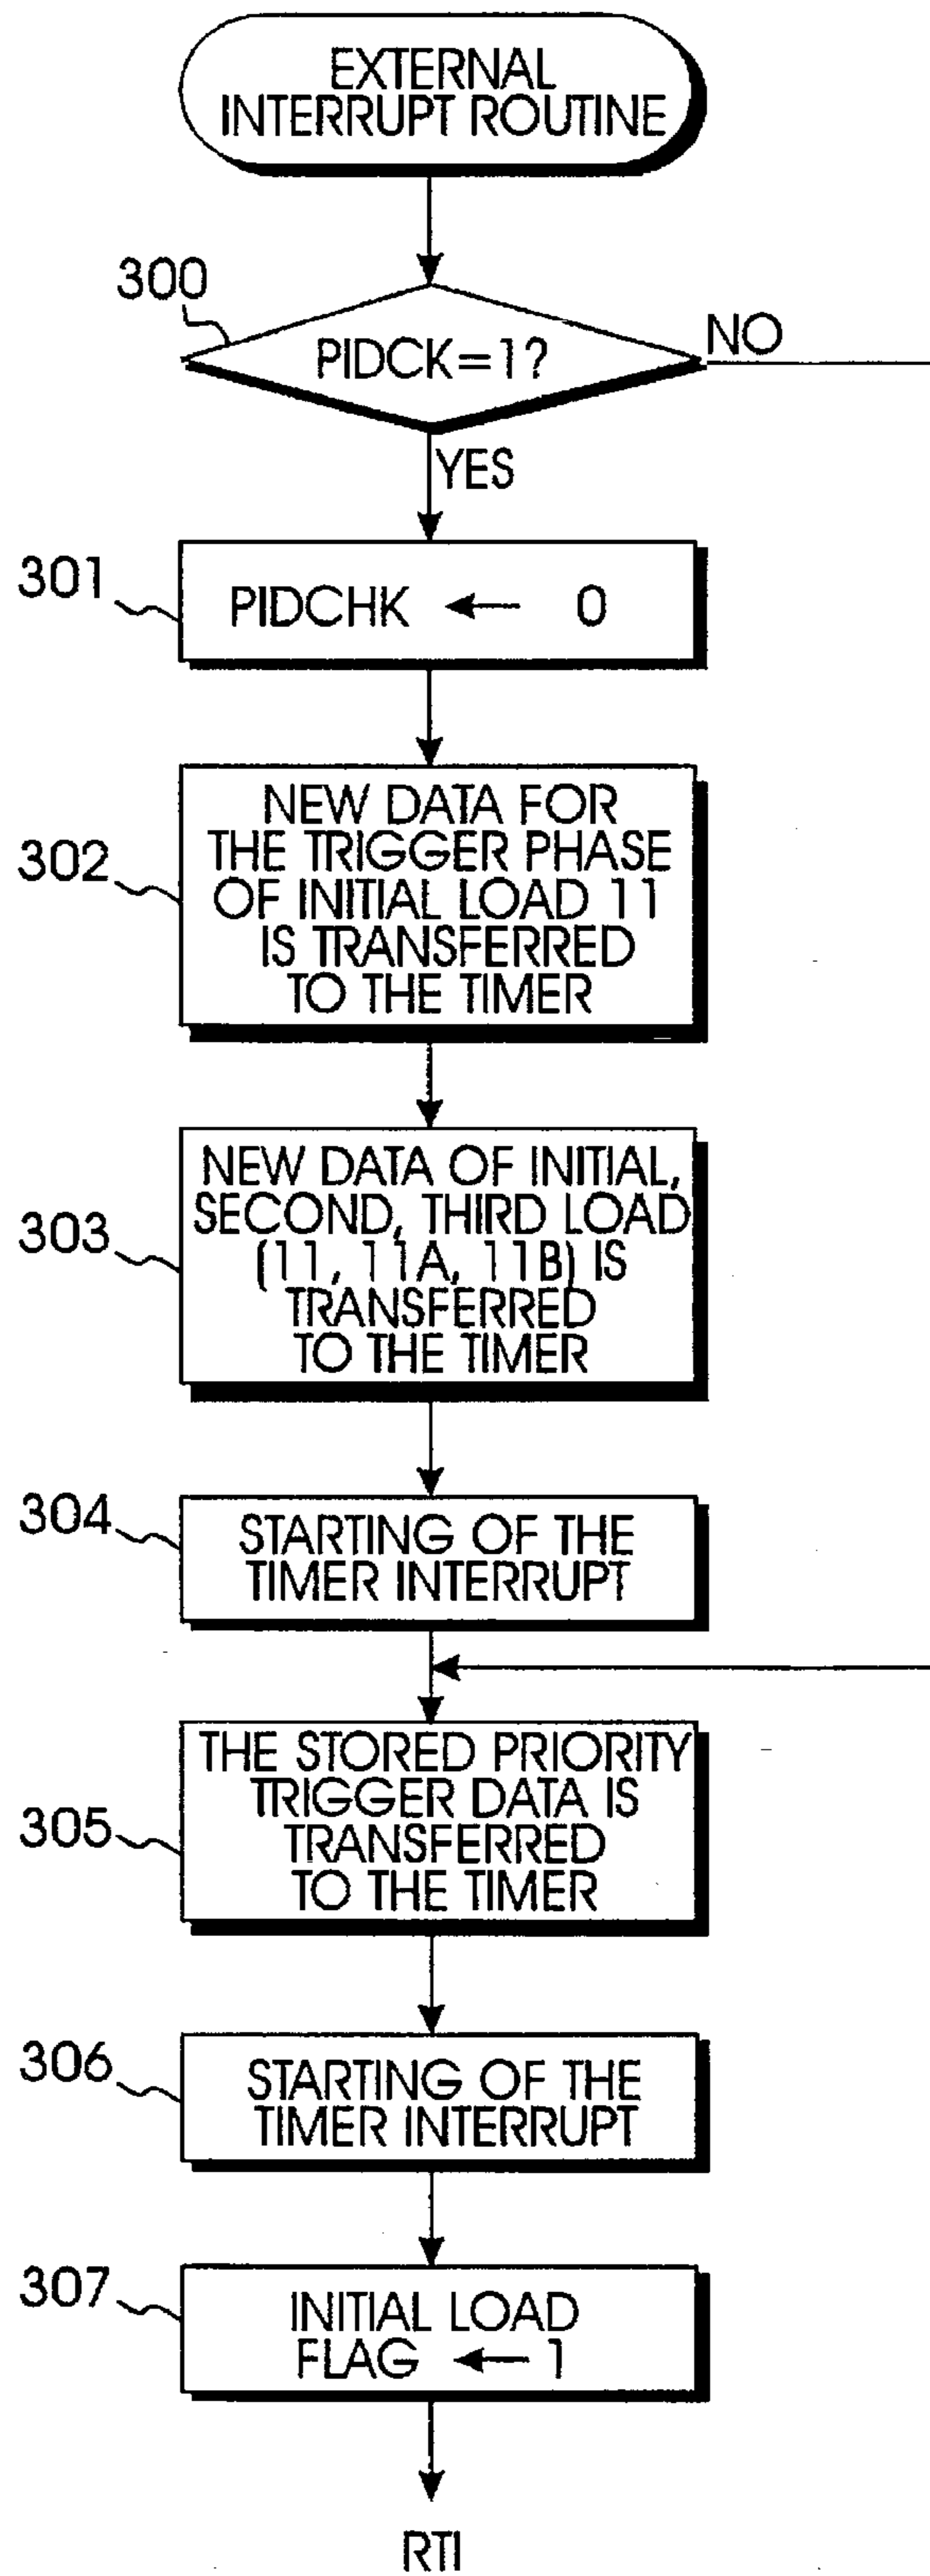 EXTERNAL
INTERRUPT ROUTINE
300
PIDCK=1?
NO
YES
301
PIDCHK ← 0
302
NEW DATA FOR
THE TRIGGER PHASE
OF INITIAL LOAD 11
IS TRANSFERRED
TO THE TIMER
303
NEW DATA OF INITIAL,
SECOND, THIRD LOAD
(11, 11A, 11B) IS
TRANSFERRED
TO THE TIMER
304
STARTING OF THE
TIMER INTERRUPT
305
THE STORED PRIORITY
TRIGGER DATA IS
TRANSFERRED
TO THE TIMER
306
STARTING OF THE
TIMER INTERRUPT
307
INITIAL LOAD
FLAG ← 1
RTI